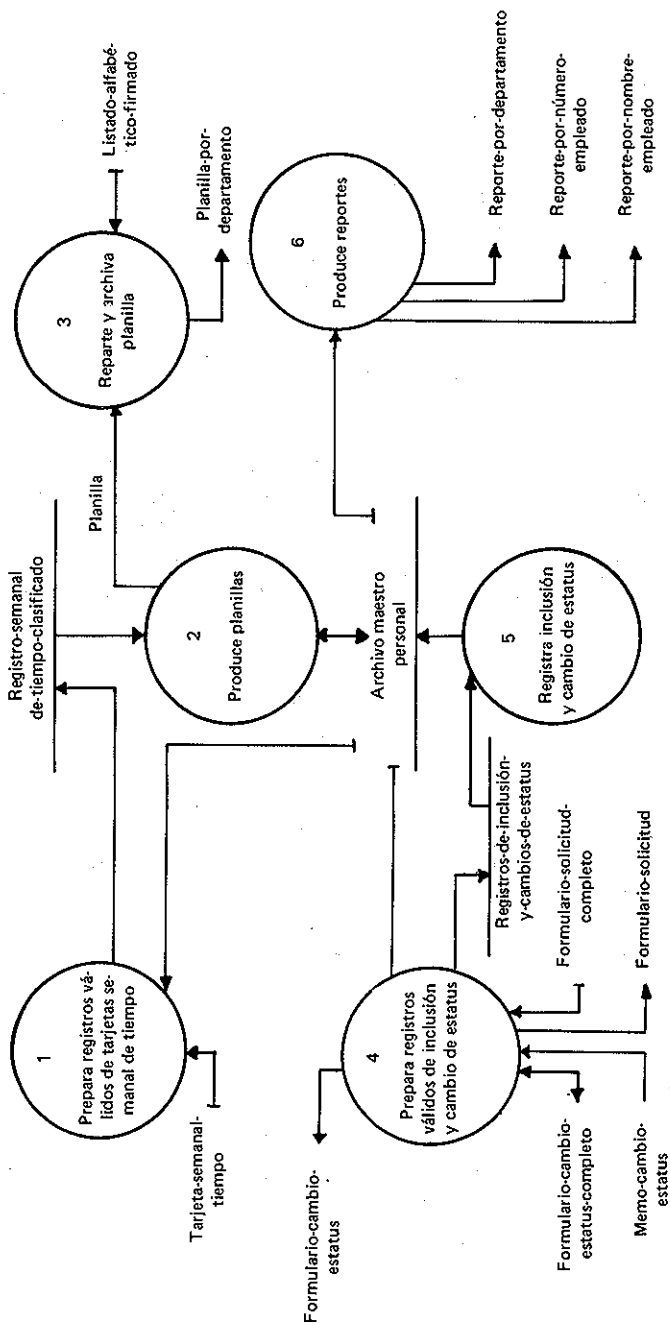 1
Prepara registros vá-
lidos de tarjetas se-
manal de tiempo
Tarjeta-semanal-
tiempo
Registro-semanal
de-tiempo-clasificado
2
Produce planillas
Planilla
3
Reparte y archiva
planilla
Listado-alfabé-
tico-firmado
Planilla-por-
departamento
Archivo maestro
personal
4
Prepara registros
válidos de inclusión
y cambio de estatus
Formulario-cambio-
estatus
Formulario-cambio-
estatus-completo
Memo-cambio-
estatus
Formulario-solicitud
Formulario-solicitud-
completo
Registros-de-inclusión-
y-cambios-de-estatus
5
Registra inclusión
y cambio de estatus
6
Produce reportes
Reporte-por-departamento
Reporte-por-número-
empleado
Reporte-por-nombre-
empleado